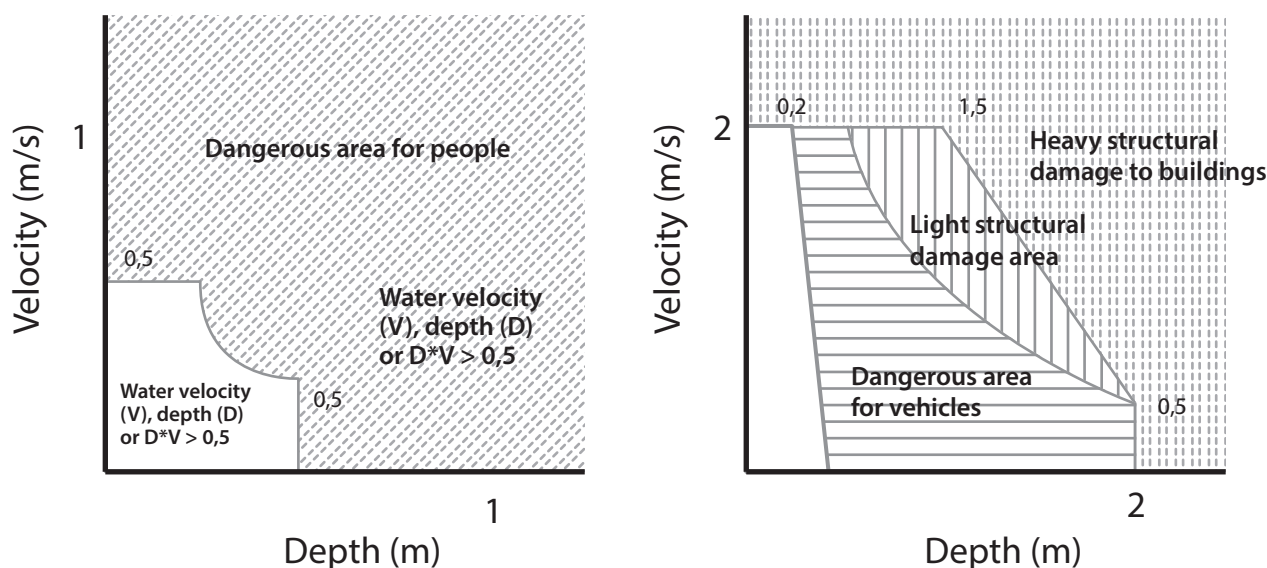 1
Dangerous area for people
0,5
Water velocity
(V), depth (D)
or D*V > 0,5
Water velocity
(V), depth (D)
or D*V > 0,5
0,5
1
Velocity (m/s)
Depth (m)
2
0,2
1,5
Heavy structural
damage to buildings
Light structural
damage area
Dangerous area
for vehicles
0,5
2
Velocity (m/s)
Depth (m)